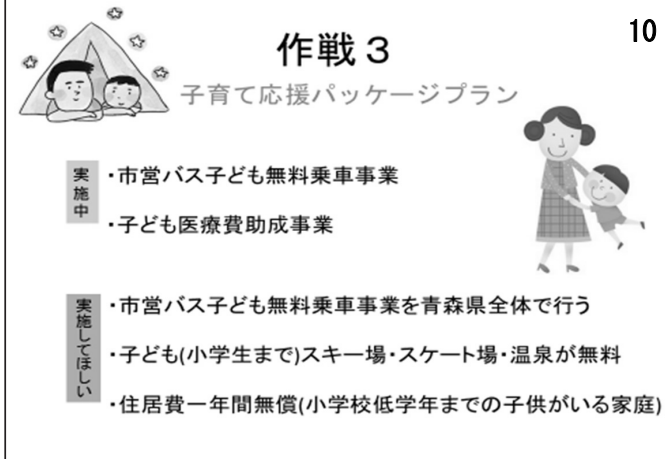 10
作戦３
子育て応援パッケージプラン
実施中
・市営バス子ども無料乗車事業
・子ども医療費助成事業
実施してほしい
・市営バス子ども無料乗車事業を青森県全体で行う
・子ども(小学生まで)スキー場・スケート場・温泉が無料
・住居費一年間無償(小学校低学年までの子供がいる家庭)